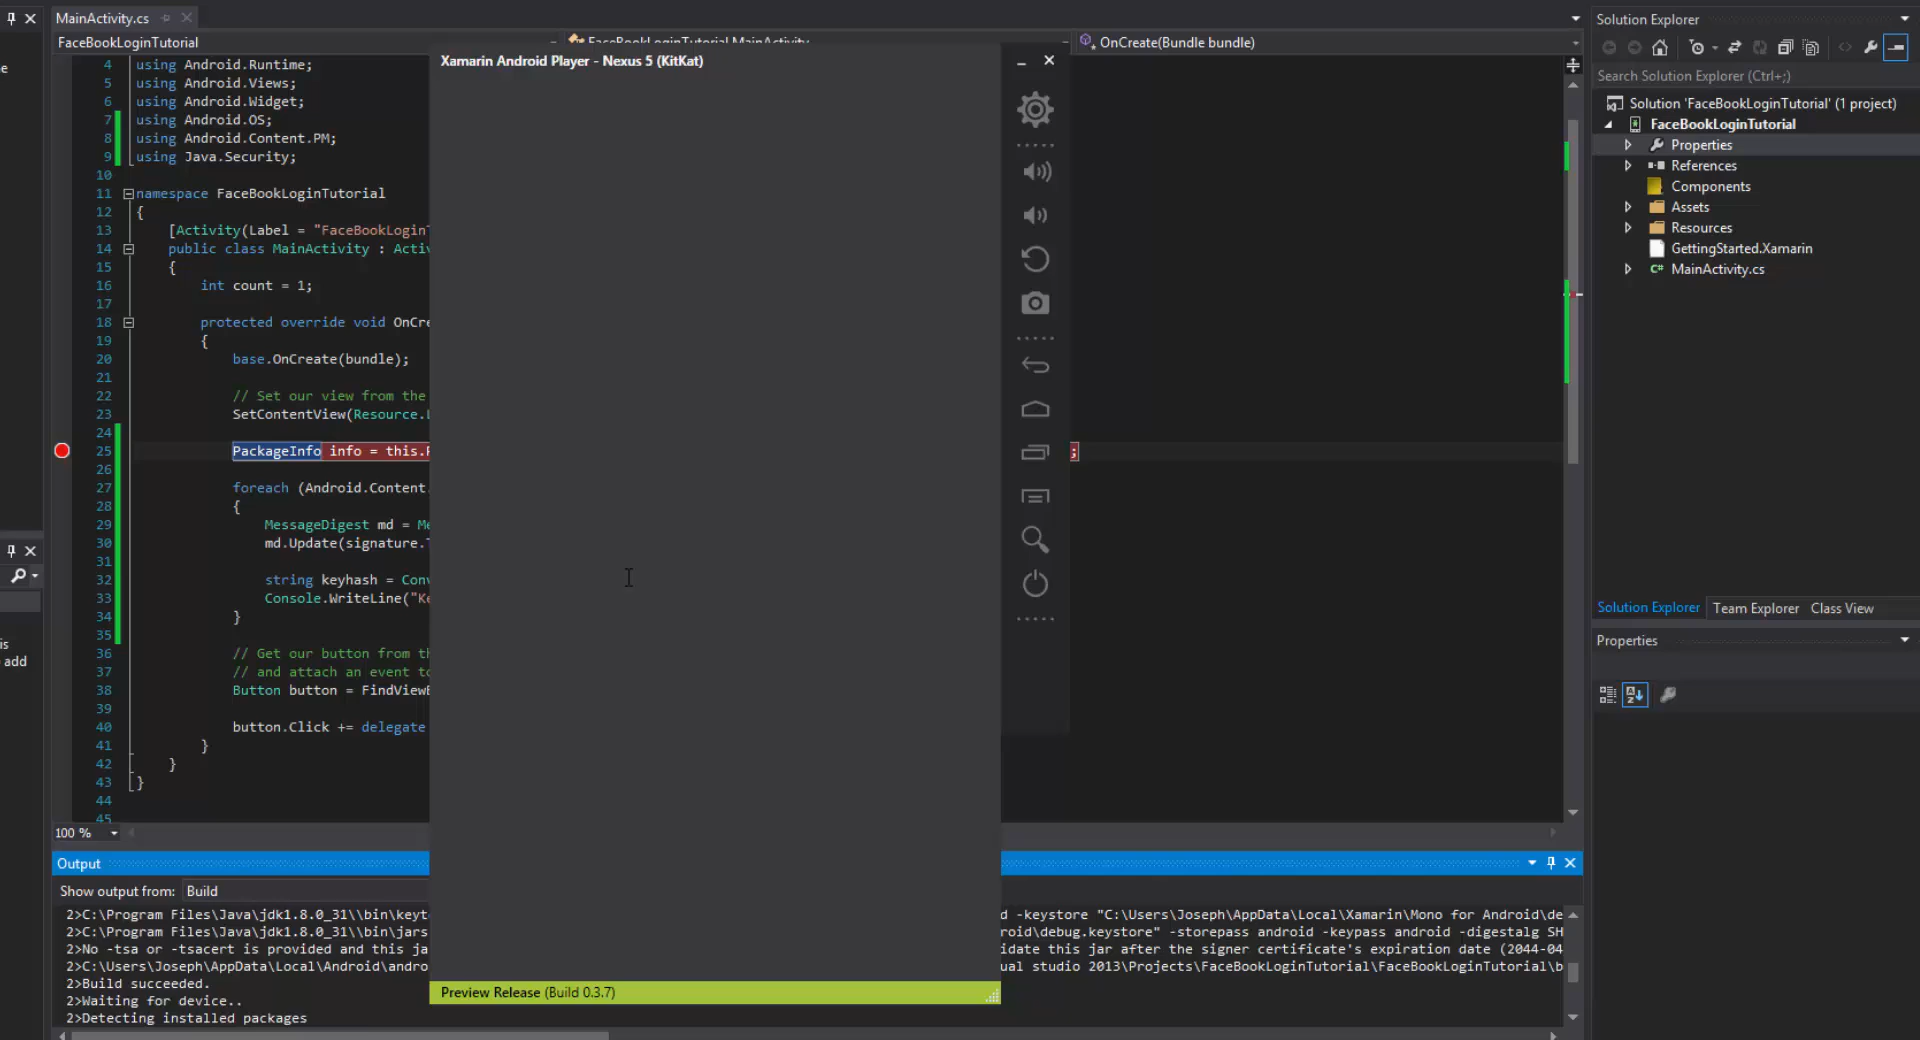 MainActivity.cs
FaceBookLoginTutorial
FaceBookLoginTutorial.MainActivity
OnCreate(Bundle bundle)
Xamarin Android Player - Nexus 5 (KitKat)
4 using Android.Runtime;
5 using Android.Views;
6 using Android.Widget;
7 using Android.OS;
8 using Android.Content.PM;
9 using Java.Security;
10
11 namespace FaceBookLoginTutorial
12 {
13 [Activity(Label = "FaceBookLogin
14 public class MainActivity : Activ
15 {
16 int count = 1;
17
18 protected override void OnCre
19 {
20 base.OnCreate(bundle);
21
22 // Set our view from the
23 SetContentView(Resource.
24
25 PackageInfo info = this. ;
26
27 foreach (Android.Content.
28 {
29 MessageDigest md = Me
30 md.Update(signature.
31
32 string keyhash = Conv
33 Console.WriteLine("Ke
34 }
35
36 // Get our button from th
37 // and attach an event to
38 Button button = FindView
39
40 button.Click += delegate
41 }
42 }
43 }
44
45
100 %
Output
Show output from: Build
2>C:\Program Files\Java\jdk1.8.0_31\\bin\keyt d -keystore "C:\Users\Joseph\AppData\Local\Xamarin\Mono for Android\de
2>C:\Program Files\Java\jdk1.8.0_31\\bin\jars roid\debug.keystore" -storepass android -keypass android -digestalg SH
2>No -tsa or -tsacert is provided and this ja idate this jar after the signer certificate's expiration date (2044-04
2>C:\Users\Joseph\AppData\Local\Android\andro ual studio 2013\Projects\FaceBookLoginTutorial\FaceBookLoginTutorial\b
2>Build succeeded.
2>Waiting for device..
2>Detecting installed packages
Preview Release (Build 0.3.7)
e
is
add
Solution Explorer
Search Solution Explorer (Ctrl+;)
Solution 'FaceBookLoginTutorial' (1 project)
FaceBookLoginTutorial
Properties
References
Components
Assets
Resources
GettingStarted.Xamarin
C# MainActivity.cs
Solution Explorer Team Explorer Class View
Properties